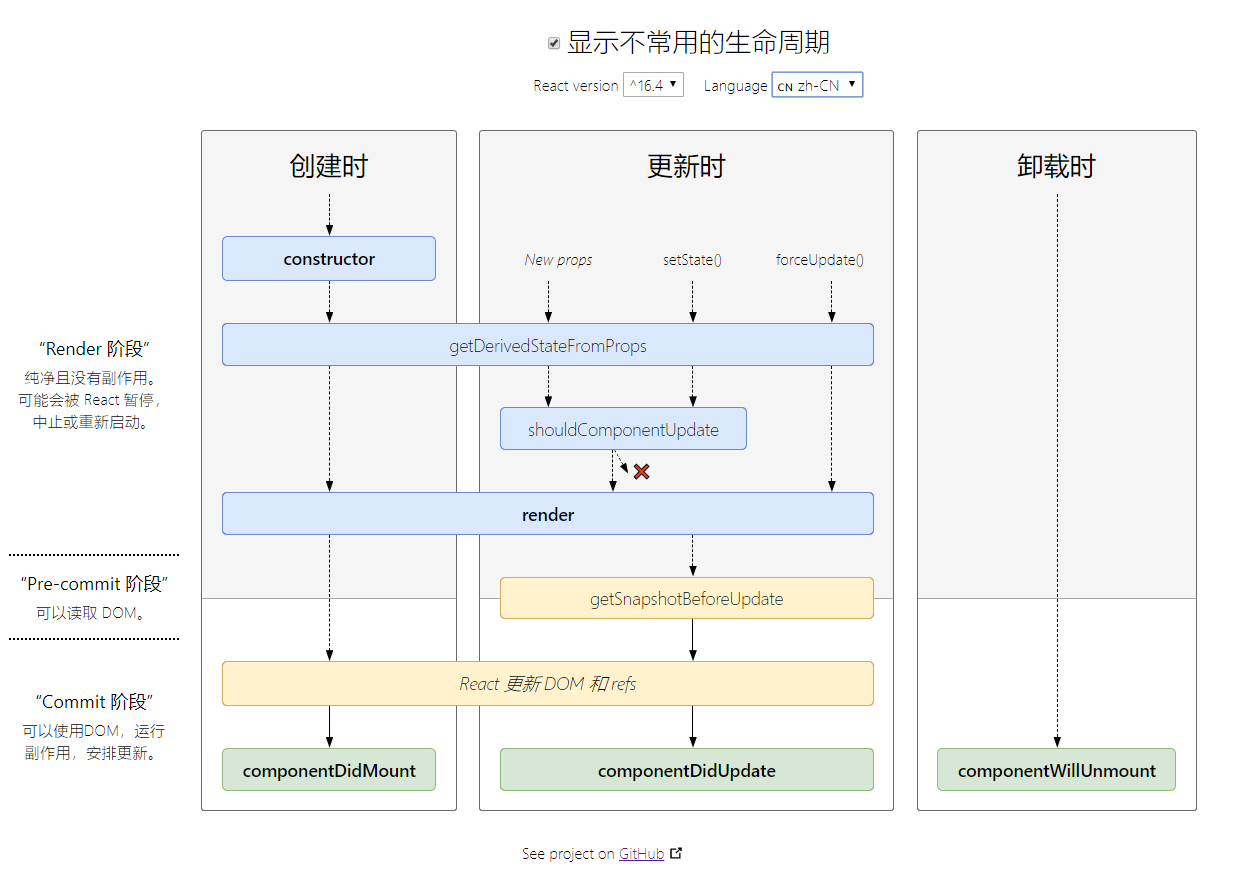 显示不常用的生命周期
React version ^16.4 Language CN zh-CN
创建时
更新时
卸载时
constructor
New props
setState()
forceUpdate()
“Render 阶段”
纯净且没有副作用。
可能会被 React 暂停，
中止或重新启动。
getDerivedStateFromProps
shouldComponentUpdate
render
“Pre-commit 阶段”
可以读取 DOM。
getSnapshotBeforeUpdate
“Commit 阶段”
可以使用DOM，运行
副作用，安排更新。
React 更新 DOM 和 refs
componentDidMount
componentDidUpdate
componentWillUnmount
See project on GitHub